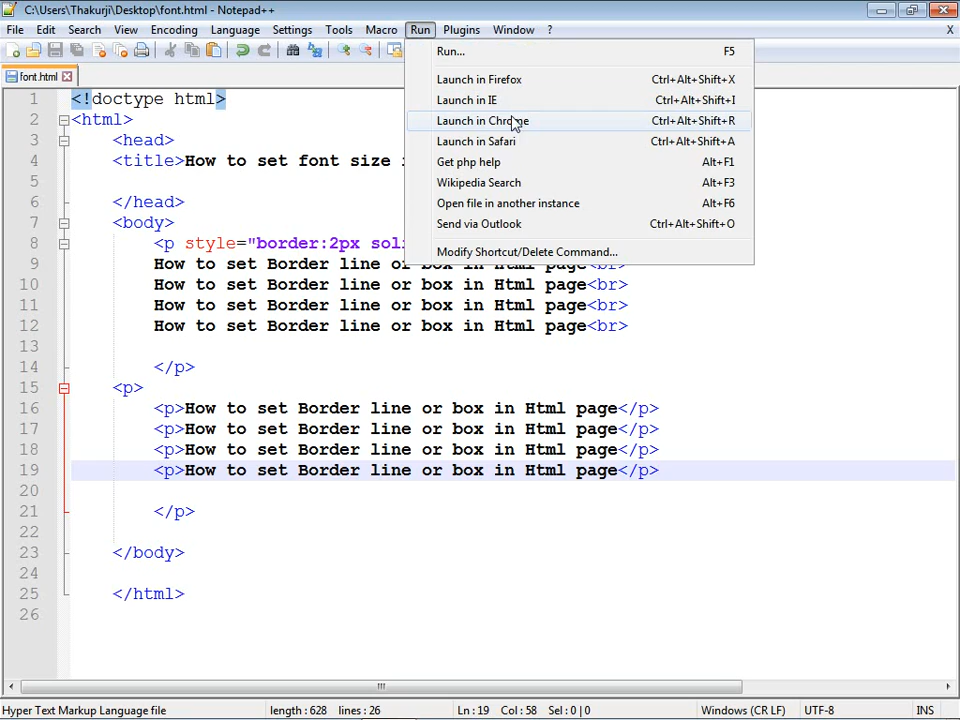 C:\Users\Thakurji\Desktop\font.html - Notepad++
File Edit Search View Encoding Language Settings Tools Macro Run Plugins Window ? X
font.html
Run... F5
Launch in Firefox Ctrl+Alt+Shift+X
Launch in IE Ctrl+Alt+Shift+I
Launch in Chrome Ctrl+Alt+Shift+R
Launch in Safari Ctrl+Alt+Shift+A
Get php help Alt+F1
Wikipedia Search Alt+F3
Open file in another instance Alt+F6
Send via Outlook Ctrl+Alt+Shift+O
Modify Shortcut/Delete Command...
1 <!doctype html>
2 <html>
3 <head>
4 <title>How to set font size
5
6 </head>
7 <body>
8 <p style="border:2px sol
9 How to set Border line or box in Html page<br>
10 How to set Border line or box in Html page<br>
11 How to set Border line or box in Html page<br>
12 How to set Border line or box in Html page<br>
13
14 </p>
15 <p>
16 <p>How to set Border line or box in Html page</p>
17 <p>How to set Border line or box in Html page</p>
18 <p>How to set Border line or box in Html page</p>
19 <p>How to set Border line or box in Html page</p>
20
21 </p>
22
23 </body>
24
25 </html>
26
Hyper Text Markup Language file length : 628 lines : 26 Ln : 19 Col : 58 Sel : 0 | 0 Windows (CR LF) UTF-8 INS